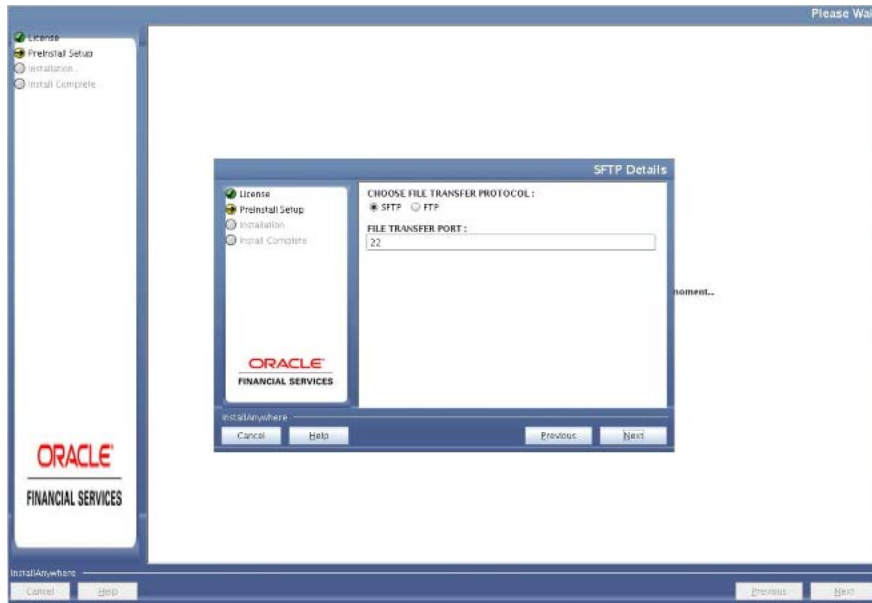 Please Wai
License
PreInstall Setup
Installation
Install Complete
SFTP Details
License
PreInstall Setup
Installation
Install Complete
CHOOSE FILE TRANSFER PROTOCOL :
SFTP FTP
FILE TRANSFER PORT :
22
moment...
ORACLE
FINANCIAL SERVICES
InstallAnywhere
Cancel Help Previous Next
ORACLE
FINANCIAL SERVICES
InstallAnywhere
Cancel Help Previous Next